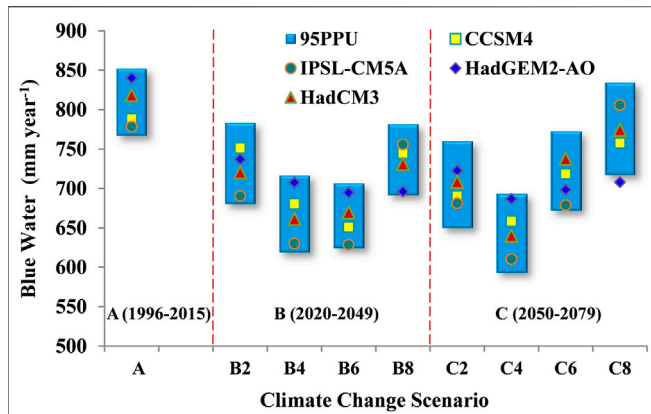 95PPU
CCSM4
IPSL-CM5A
HadGEM2-AO
HadCM3
Blue Water (mm year⁻¹)
900
850
800
750
700
650
600
550
500
A (1996-2015)
B (2020-2049)
C (2050-2079)
A B2 B4 B6 B8 C2 C4 C6 C8
Climate Change Scenario